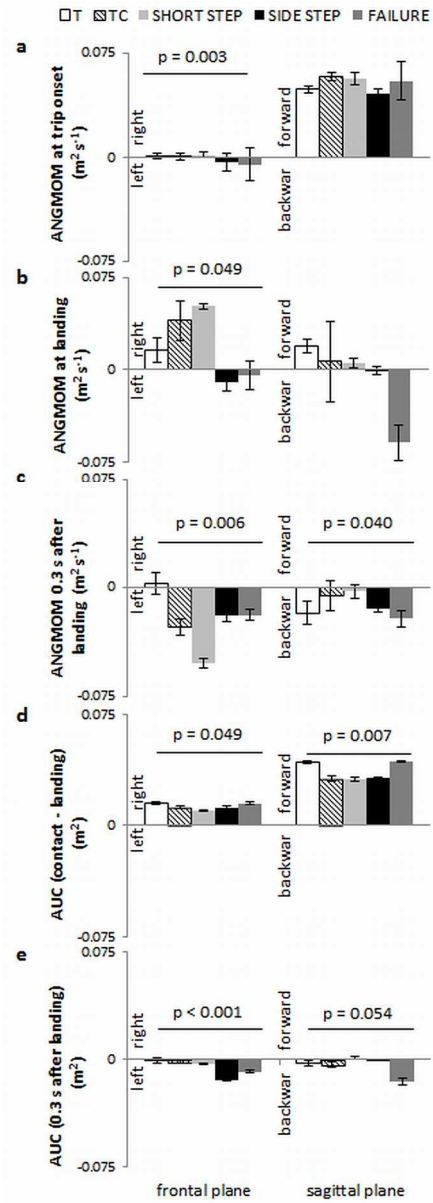 T TC SHORT STEP SIDE STEP FAILURE
a
ANGMOM at trip onset
(m² s⁻¹)
0.075
0
-0.075
right
left
p = 0.003
forward
backwar
b
ANGMOM at landing
(m² s⁻¹)
0.075
0
-0.075
right
left
p = 0.049
forward
backwar
c
ANGMOM 0.3 s after
landing (m² s⁻¹)
0.075
0
-0.075
right
left
p = 0.006
forward
backwar
p = 0.040
d
AUC (contact - landing)
(m²)
0.075
0
-0.075
right
left
p = 0.049
forward
backwar
p = 0.007
e
AUC (0.3 s after landing)
(m²)
0.075
0
-0.075
right
left
p < 0.001
forward
backwar
p = 0.054
frontal plane
sagittal plane